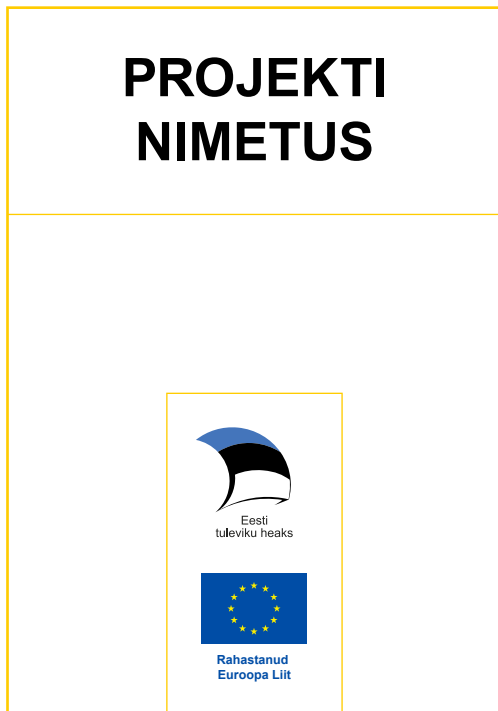 PROJEKTI
NIMETUS
Eesti
tuleviku heaks
Rahastanud
Euroopa Liit